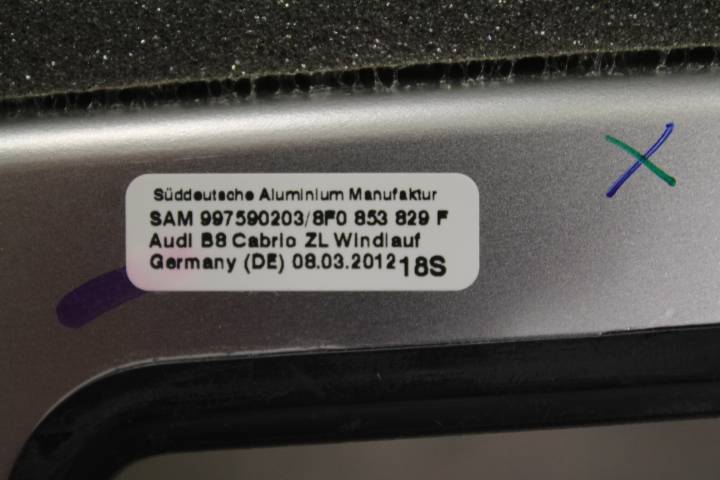 Süddeutsche Aluminium Manufaktur
SAM 997590203/8F0 853 829 F
Audi B8 Cabrio ZL Windlauf
Germany (DE) 08.03.2012 18S